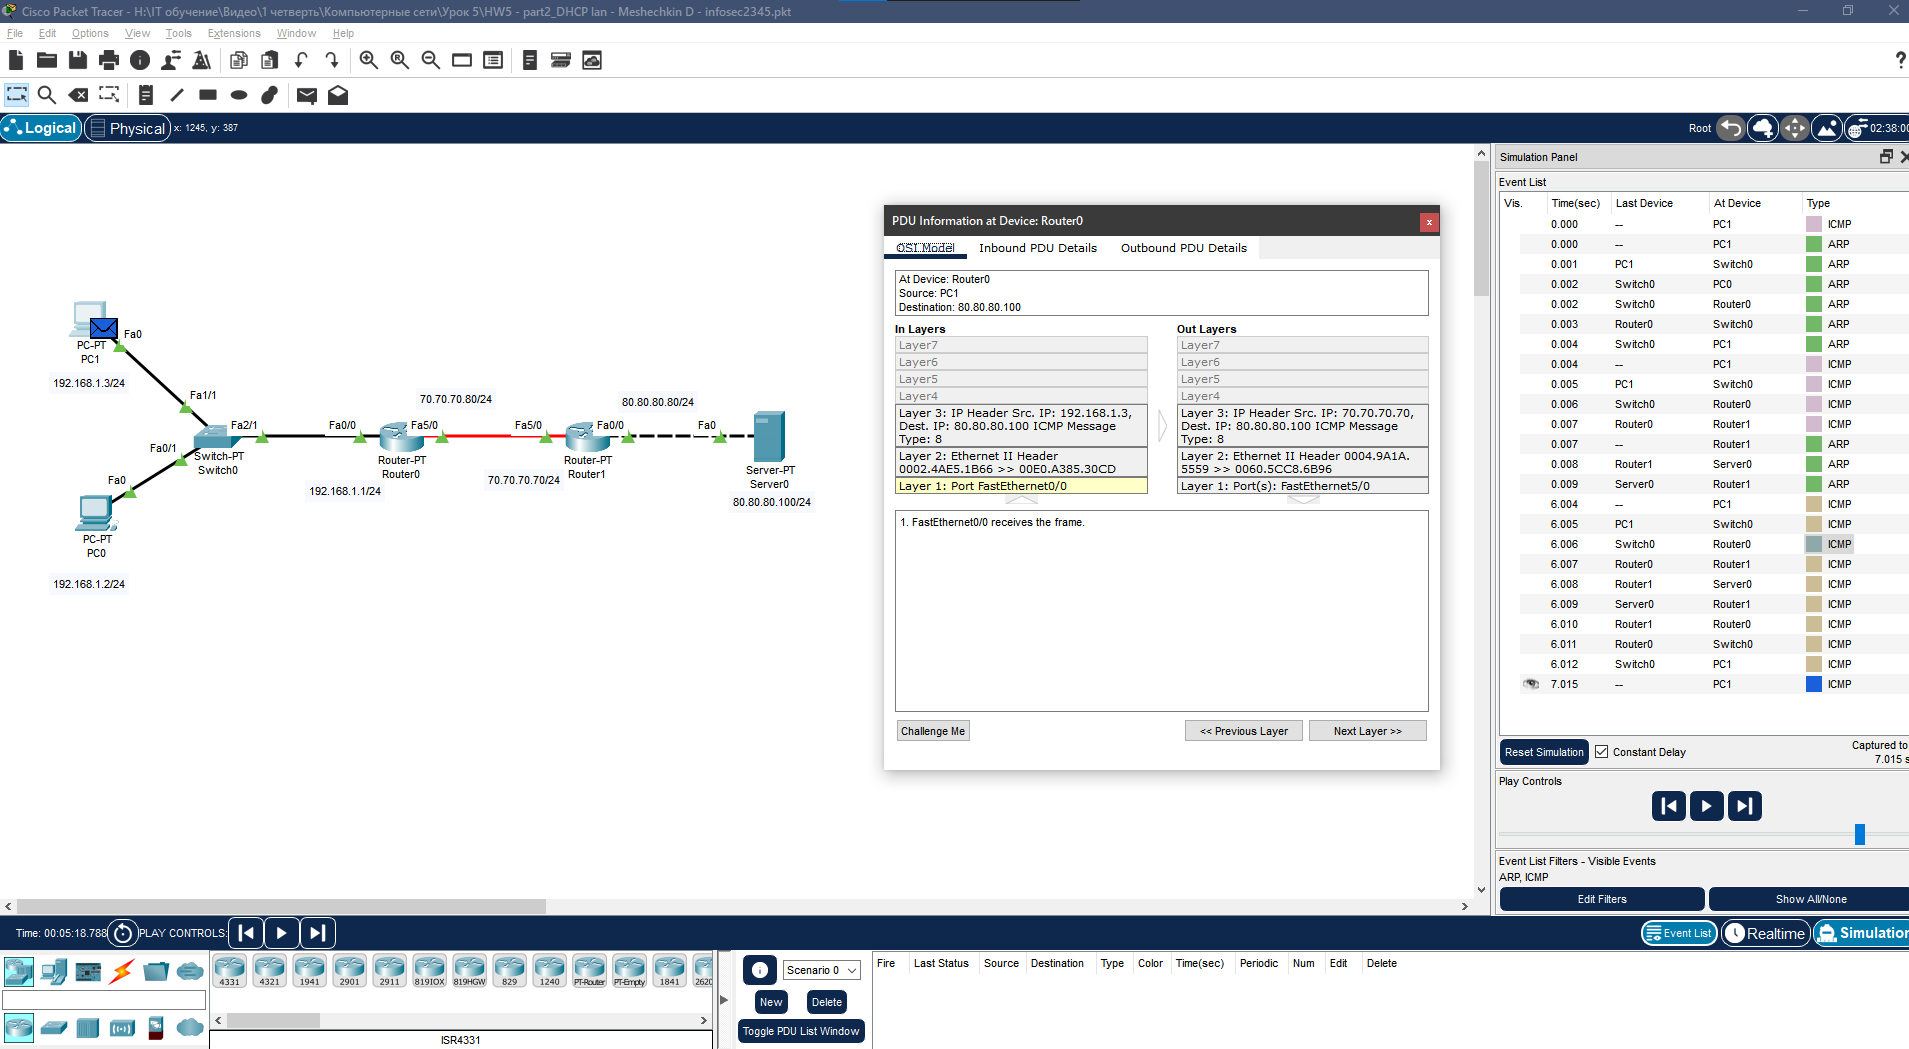 Cisco Packet Tracer - H:\IT обучение\Видео\1 четверть\Компьютерные сети\Урок 5\HW5 - part2_DHCP lan - Meshechkin D - infosec2345.pkt
File Edit Options View Tools Extensions Window Help
?
Logical Physical x: 1245, y: 387 Root 02:38:00
Simulation Panel
Event List
Vis. Time(sec) Last Device At Device Type
0.000 -- PC1 ICMP
0.000 -- PC1 ARP
0.001 PC1 Switch0 ARP
0.002 Switch0 PC0 ARP
0.002 Switch0 Router0 ARP
0.003 Router0 Switch0 ARP
0.004 Switch0 PC1 ARP
0.004 -- PC1 ICMP
0.005 PC1 Switch0 ICMP
0.006 Switch0 Router0 ICMP
0.007 Router0 Router1 ICMP
0.007 -- Router1 ARP
0.008 Router1 Server0 ARP
0.009 Server0 Router1 ARP
6.004 -- PC1 ICMP
6.005 PC1 Switch0 ICMP
6.006 Switch0 Router0 ICMP
6.007 Router0 Router1 ICMP
6.008 Router1 Server0 ICMP
6.009 Server0 Router1 ICMP
6.010 Router1 Router0 ICMP
6.011 Router0 Switch0 ICMP
6.012 Switch0 PC1 ICMP
7.015 -- PC1 ICMP
Reset Simulation Constant Delay Captured to
7.015 s
Play Controls
Event List Filters - Visible Events
ARP, ICMP
Edit Filters Show All/None
PDU Information at Device: Router0
OSI Model Inbound PDU Details Outbound PDU Details
At Device: Router0
Source: PC1
Destination: 80.80.80.100
In Layers
Layer7
Layer6
Layer5
Layer4
Layer 3: IP Header Src. IP: 192.168.1.3,
Dest. IP: 80.80.80.100 ICMP Message
Type: 8
Layer 2: Ethernet II Header
0002.4AE5.1B66 >> 00E0.A385.30CD
Layer 1: Port FastEthernet0/0
Out Layers
Layer7
Layer6
Layer5
Layer4
Layer 3: IP Header Src. IP: 70.70.70.70,
Dest. IP: 80.80.80.100 ICMP Message
Type: 8
Layer 2: Ethernet II Header 0004.9A1A.
5559 >> 0060.5CC8.6B96
Layer 1: Port(s): FastEthernet5/0
1. FastEthernet0/0 receives the frame.
Challenge Me << Previous Layer Next Layer >>
Fa0
PC-PT
PC1
192.168.1.3/24
Fa1/1
Fa2/1
Fa0/1
Switch-PT
Switch0
Fa0
PC-PT
PC0
192.168.1.2/24
70.70.70.80/24
Fa0/0 Fa5/0
Router-PT
Router0
192.168.1.1/24
80.80.80.80/24
Fa5/0 Fa0/0
Router-PT
Router1
70.70.70.70/24
Fa0
Server-PT
Server0
80.80.80.100/24
Time: 00:05:18.788 PLAY CONTROLS:
Event List Realtime Simulation
4331 4321 1941 2901 2911 819IOX 819HGW 829 1240 PT-Router PT-Empty 1841 2620
ISR4331
Scenario 0
New Delete
Toggle PDU List Window
Fire Last Status Source Destination Type Color Time(sec) Periodic Num Edit Delete